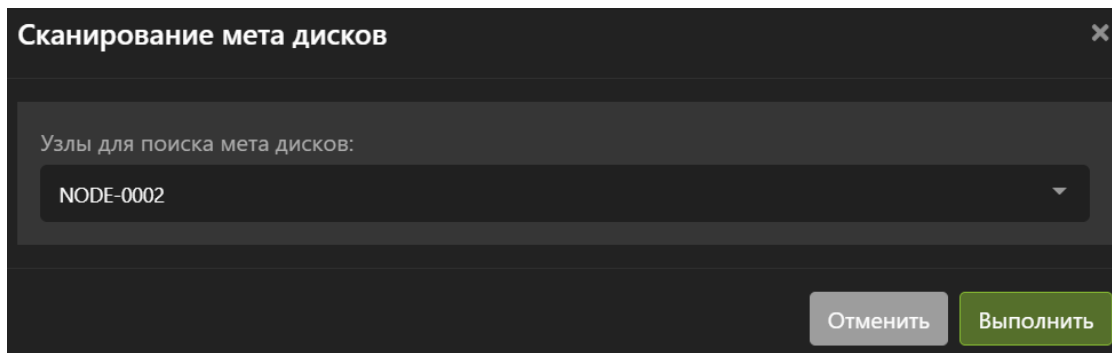 Сканирование мета дисков
Узлы для поиска мета дисков:
NODE-0002
Отменить
Выполнить